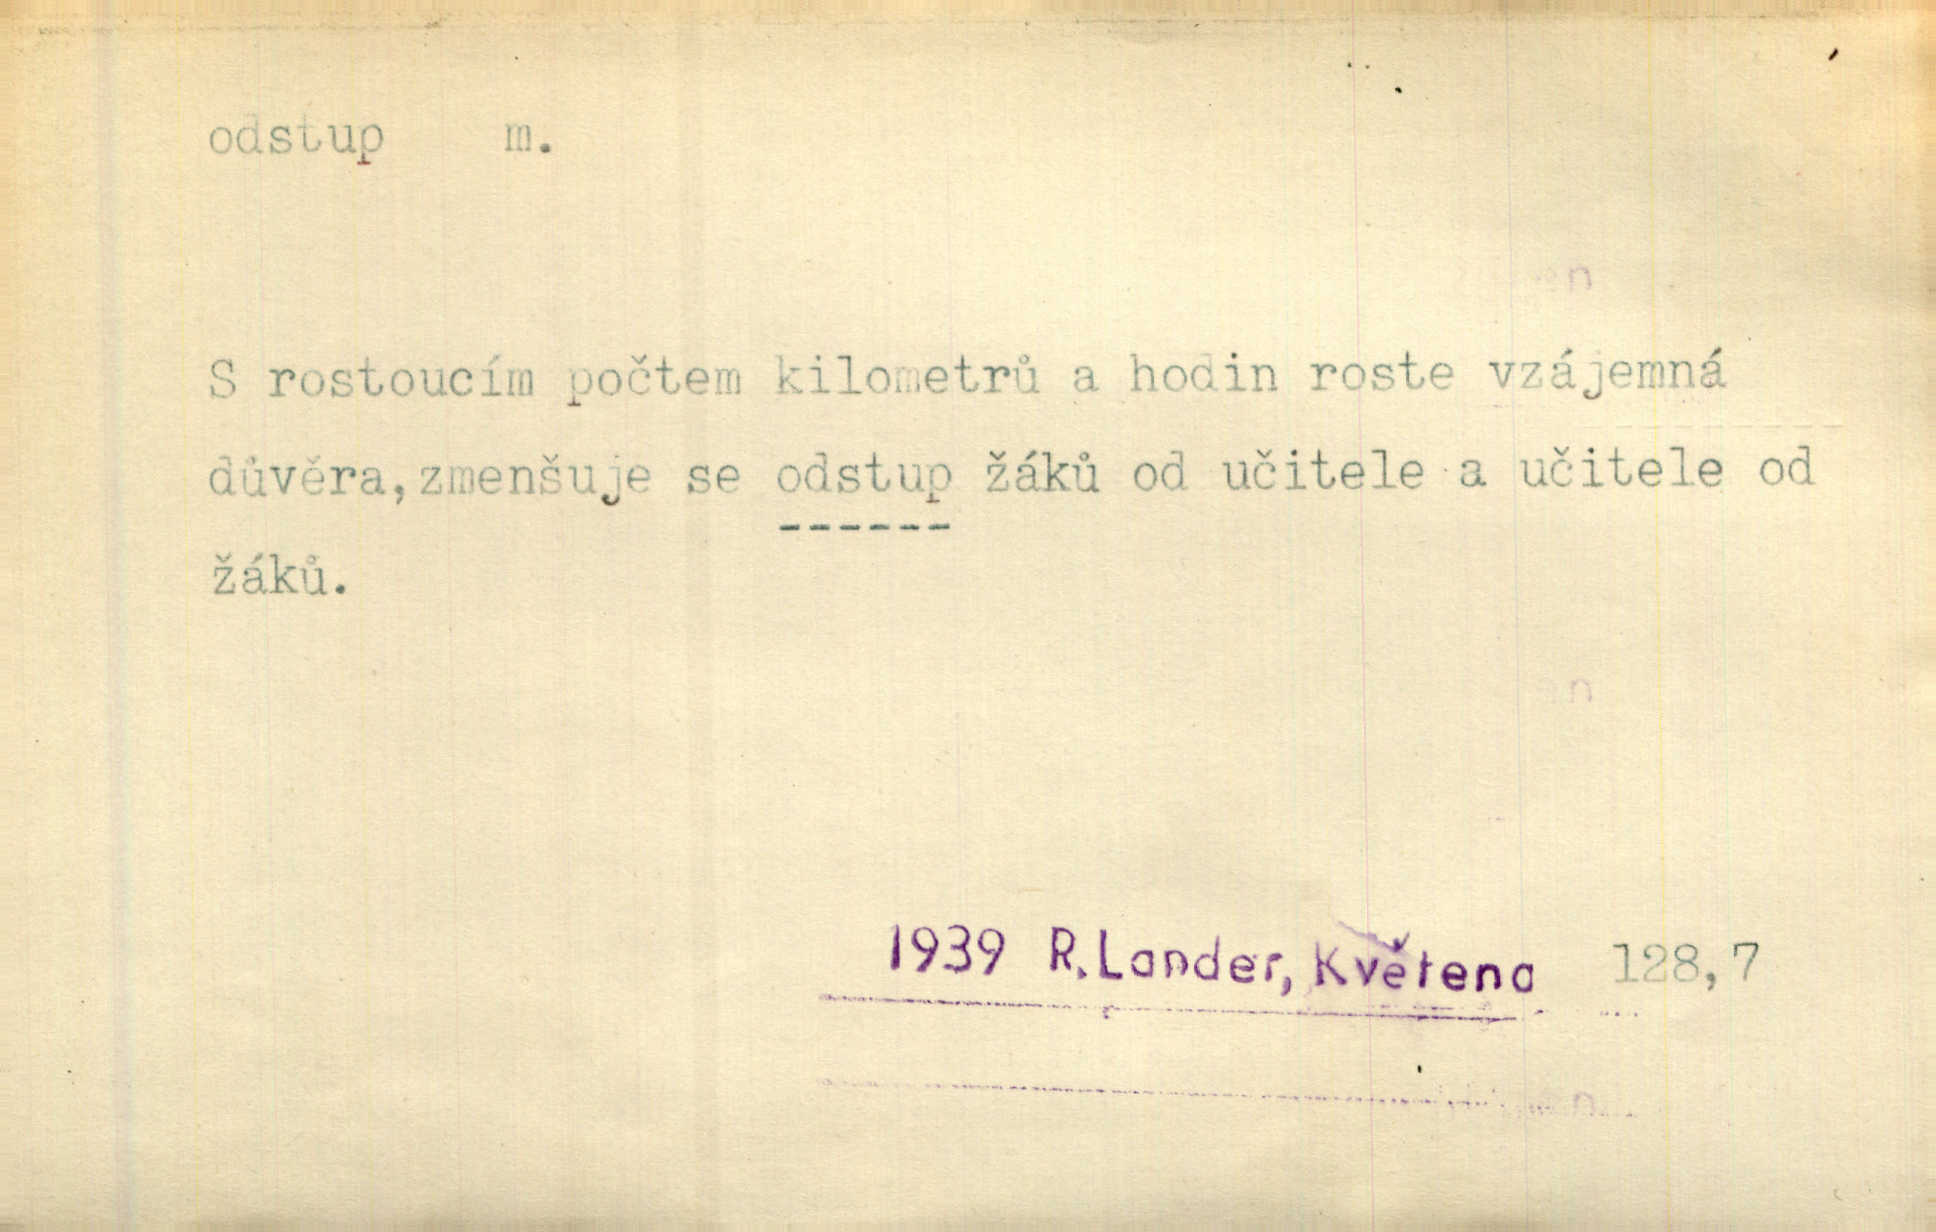 odstup m.
S rostoucím počtem kilometrů a hodin roste vzájemná
důvěra,zmenšuje se odstup žáků od učitele a učitele od
žáků.
1939 R.Lander, Květena 128,7